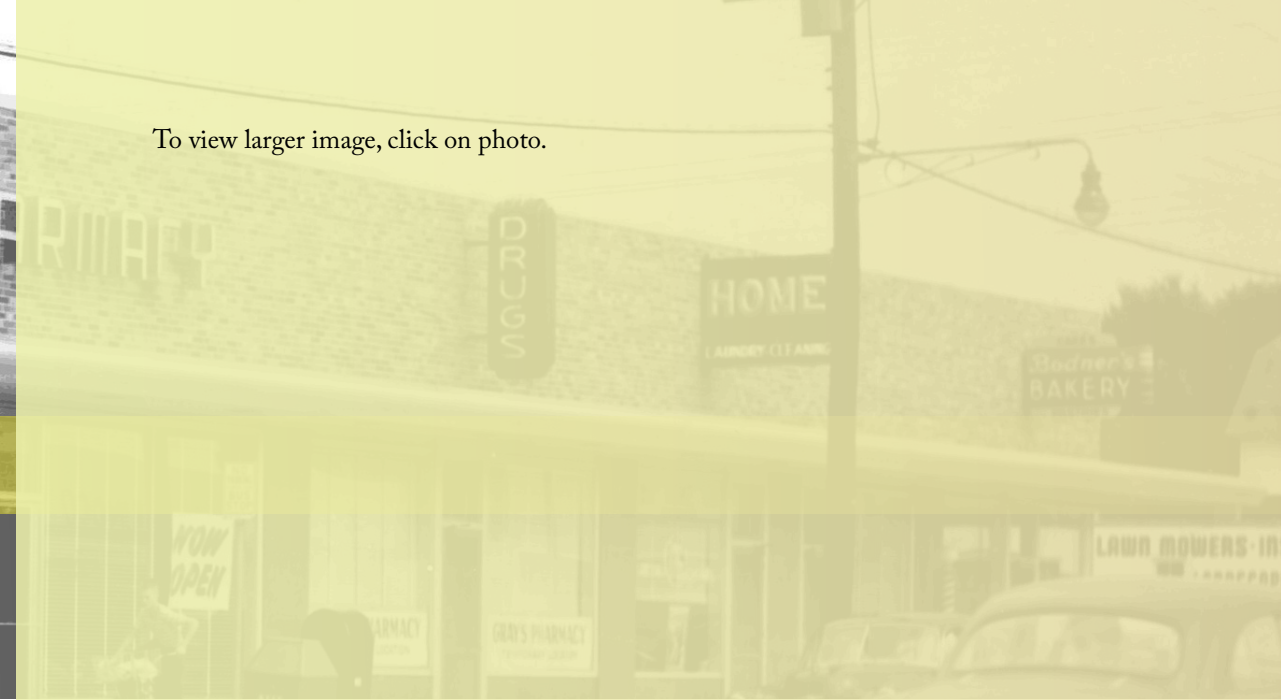 To view larger image, click on photo.
DRUGS
HOME
LAUNDRY-CLEANING
Bodner's
BAKERY
NOW
OPEN
LAWN MOWERS
GRAY'S PHARMACY